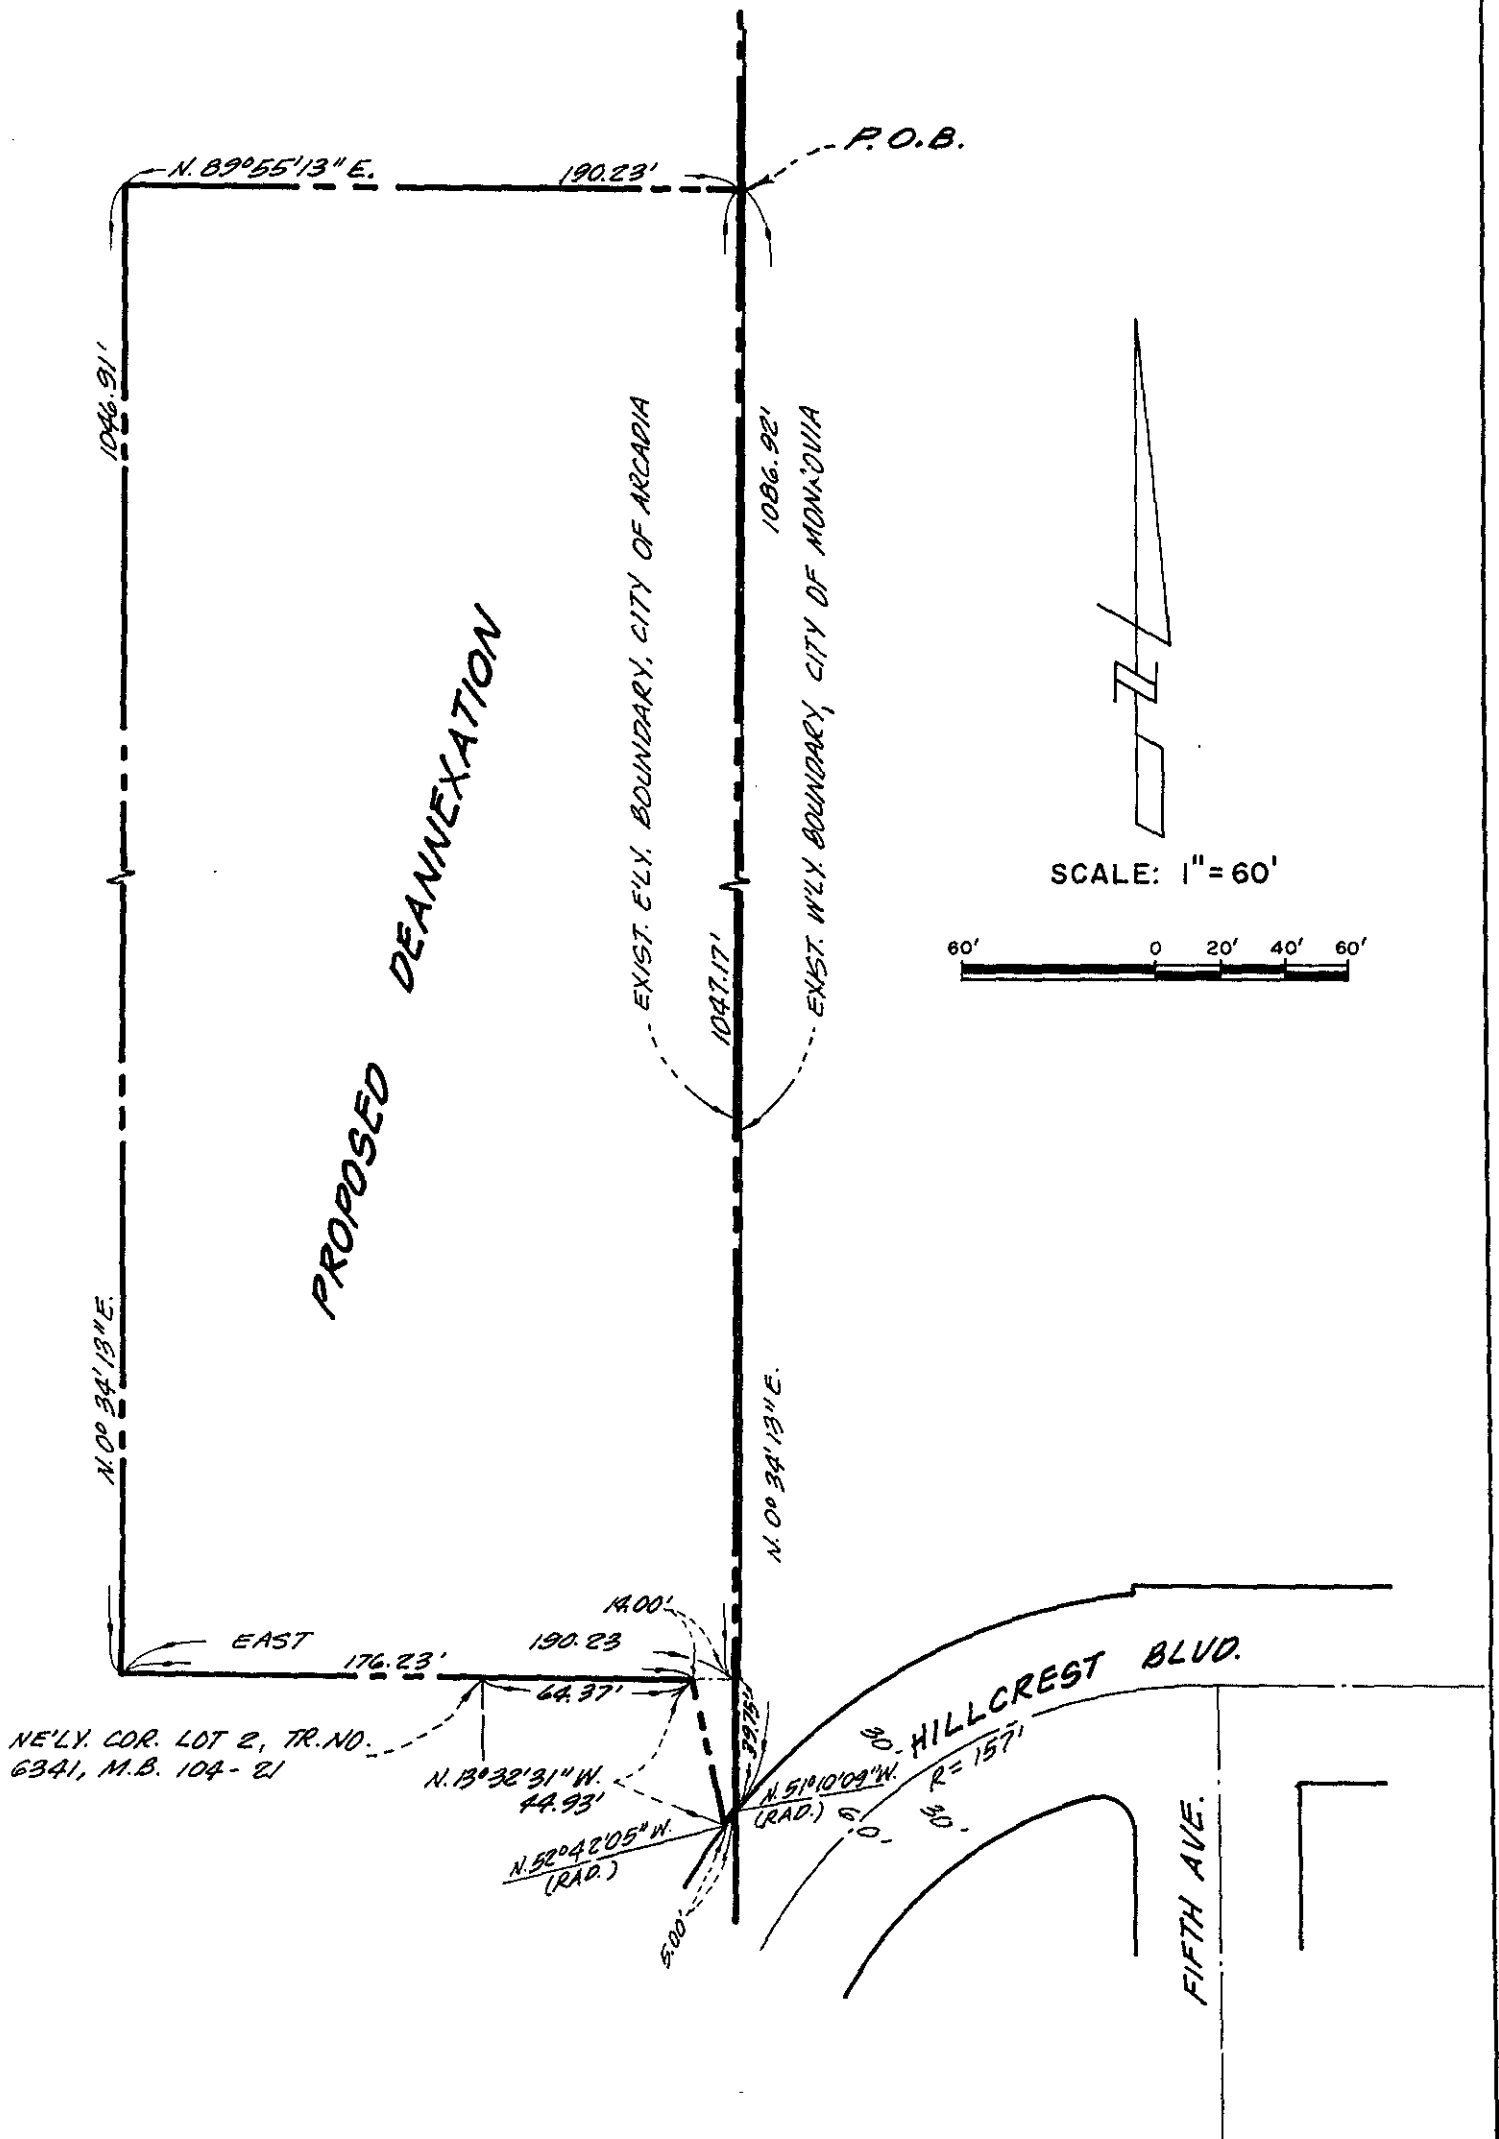 P.O.B.
N. 89°55'13" E.
190.23'
1046.91'
EXIST. E'LY. BOUNDARY, CITY OF ARCADIA
1086.92'
EXIST. W'LY. BOUNDARY, CITY OF MONROVIA
PROPOSED DEANNEXATION
N
SCALE: 1"=60'
60' 0 20' 40' 60'
1047.17'
N. 0° 34' 13" E.
N. 0° 34' 13" E.
14.00'
EAST
190.23
176.23'
64.37'
39.75'
NE'LY. COR. LOT 2, TR. NO.
6341, M.B. 104-21
N. 13°32'31" W.
44.93'
N. 51°10'09" W.
(RAD.)
N. 52°42'05" W.
(RAD.)
5.00'
HILLCREST BLVD.
R = 157'
30'
60'
30'
FIFTH AVE.